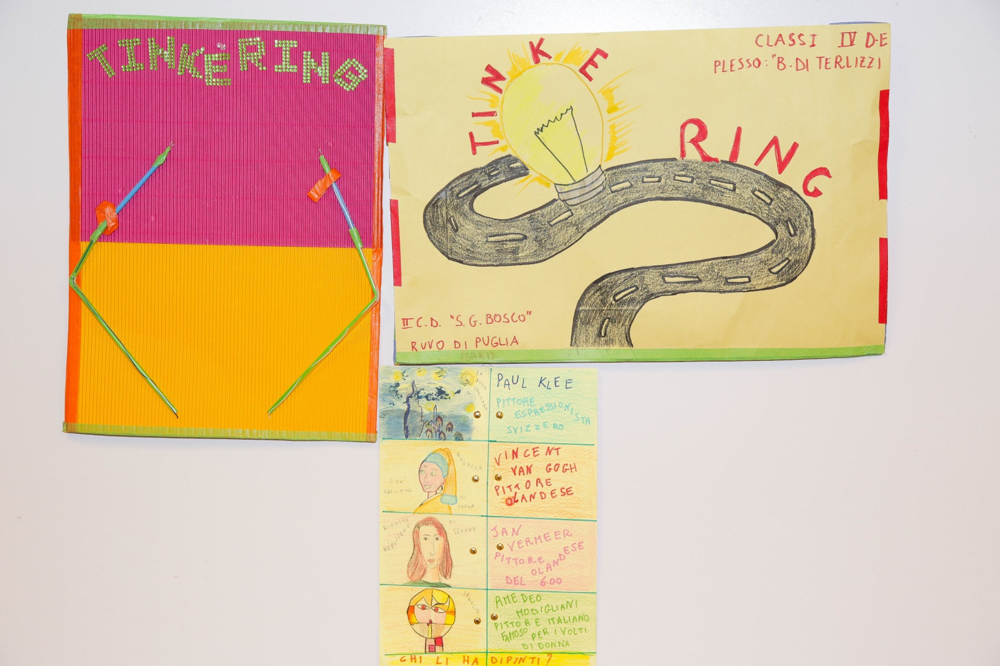 TINKERING
TINKE
RING
CLASSI IV D-E
PLESSO: "B. DI TERLIZZI
II C.D. "S. G. BOSCO"
RUVO DI PUGLIA
(BARI)
LA
NOTTE
STELLATA
PAUL KLEE
PITTORE
ESPRESSIONISTA
SVIZZERO
RAGAZZA
CON
ORECCHINO
DI
PERLA
VINCENT
VAN GOGH
PITTORE
OLANDESE
RITRATTO
DI
JEANNE
HÉBUTERNE
JAN
VERMEER
PITTORE
OLANDESE
DEL 600
SENECIO
AMEDEO
MODIGLIANI
PITTORE ITALIANO
FAMOSO PER I VOLTI
DI DONNA
CHI LI HA DIPINTI?